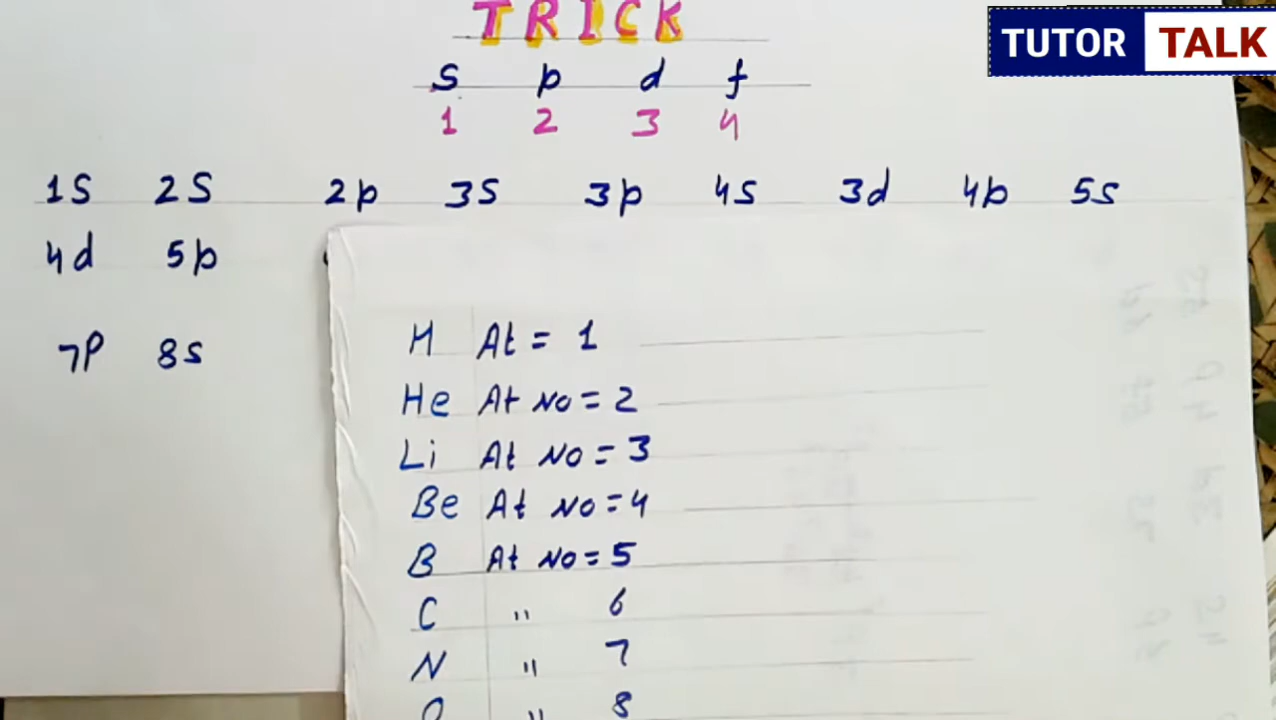 TRICK
TUTOR TALK
s p d f
1 2 3 4
1S 2S 2p 3S 3p 4s 3d 4p 5s
4d 5p
7P 8s
H At = 1
He At No = 2
Li At No = 3
Be At No = 4
B At No = 5
C " 6
N " 7
O " 8